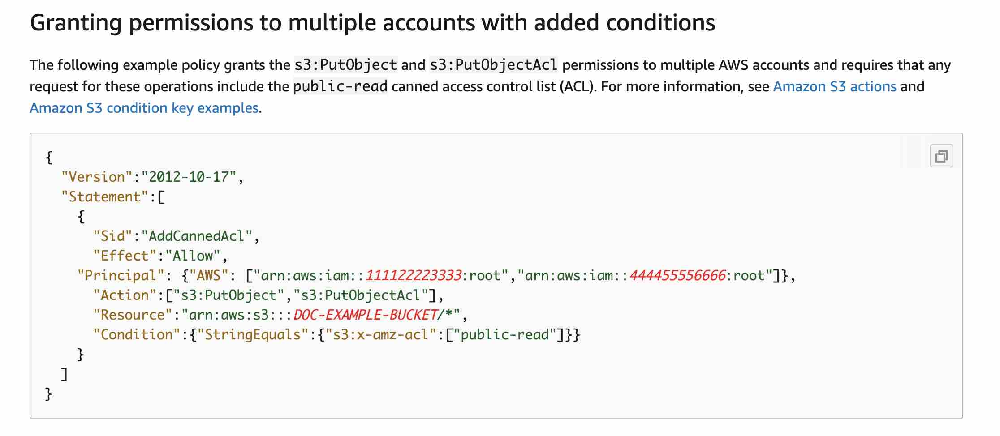 Granting permissions to multiple accounts with added conditions
The following example policy grants the s3:PutObject and s3:PutObjectAcl permissions to multiple AWS accounts and requires that any
request for these operations include the public-read canned access control list (ACL). For more information, see Amazon S3 actions and
Amazon S3 condition key examples.
{
  "Version":"2012-10-17",
  "Statement":[
    {
      "Sid":"AddCannedAcl",
      "Effect":"Allow",
    "Principal": {"AWS": ["arn:aws:iam::111122223333:root","arn:aws:iam::444455556666:root"]},
      "Action":["s3:PutObject","s3:PutObjectAcl"],
      "Resource":"arn:aws:s3:::DOC-EXAMPLE-BUCKET/*",
      "Condition":{"StringEquals":{"s3:x-amz-acl":["public-read"]}}
    }
  ]
}